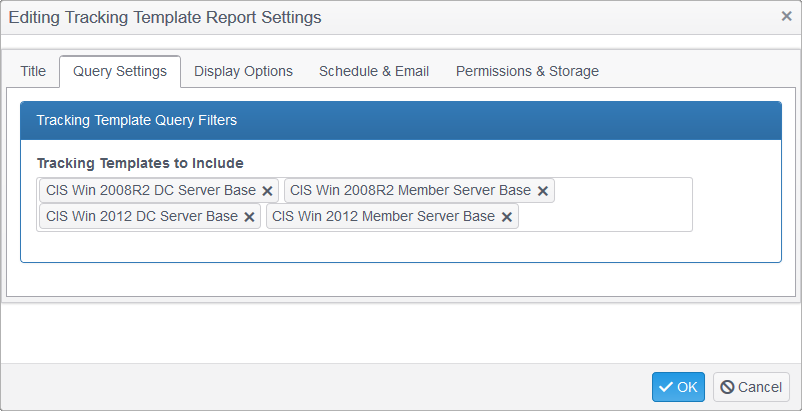 Editing Tracking Template Report Settings
Title Query Settings Display Options Schedule & Email Permissions & Storage
Tracking Template Query Filters
Tracking Templates to Include
CIS Win 2008R2 DC Server Base CIS Win 2008R2 Member Server Base
CIS Win 2012 DC Server Base CIS Win 2012 Member Server Base
OK Cancel